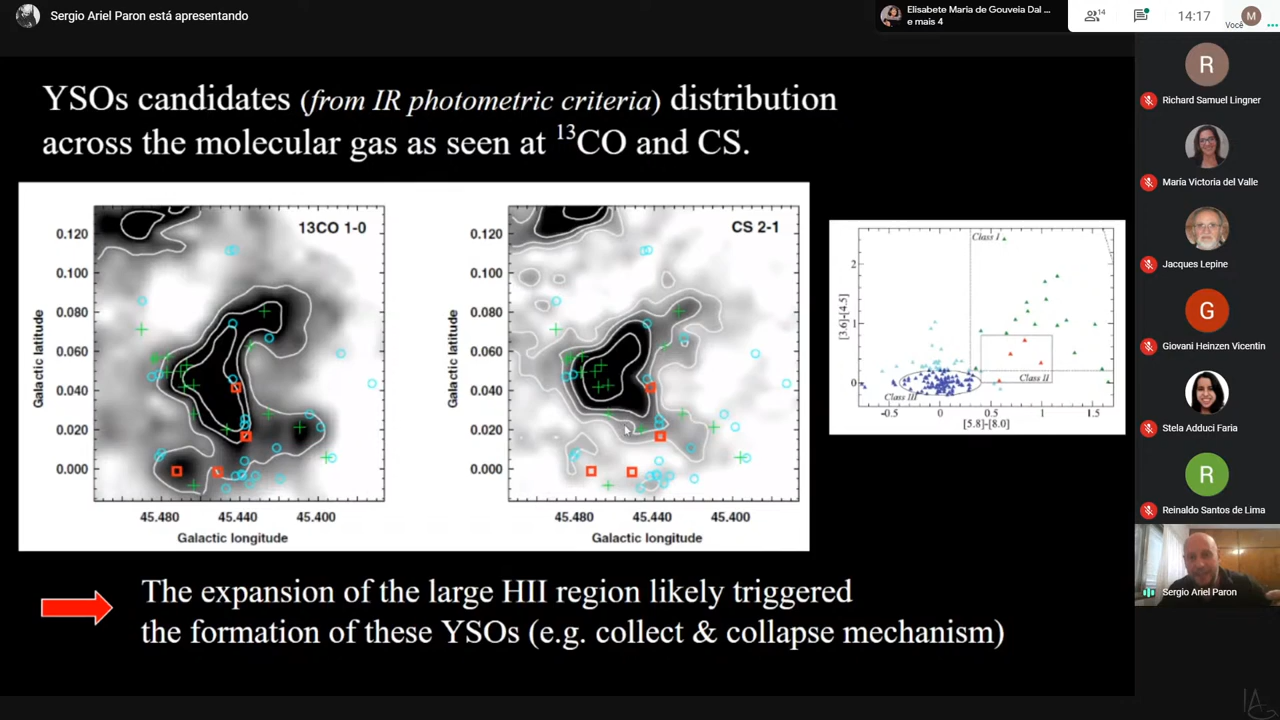 Sergio Ariel Paron está apresentando
Elisabete Maria de Gouveia Dal ...
e mais 4
14
14:17
Você
M
YSOs candidates (from IR photometric criteria) distribution
across the molecular gas as seen at ¹³CO and CS.
13CO 1-0
0.120
0.100
0.080
0.060
0.040
0.020
0.000
Galactic latitude
45.480 45.440 45.400
Galactic longitude
CS 2-1
0.120
0.100
0.080
0.060
0.040
0.020
0.000
Galactic latitude
45.480 45.440 45.400
Galactic longitude
Class I
Class II
Class III
2
1
0
[3.6]-[4.5]
-0.5 0 0.5 1 1.5
[5.8]-[8.0]
The expansion of the large HII region likely triggered
the formation of these YSOs (e.g. collect & collapse mechanism)
R
Richard Samuel Lingner
María Victoria del Valle
Jacques Lepine
G
Giovani Heinzen Vicentin
Stela Adduci Faria
R
Reinaldo Santos de Lima
Sergio Ariel Paron
IAG